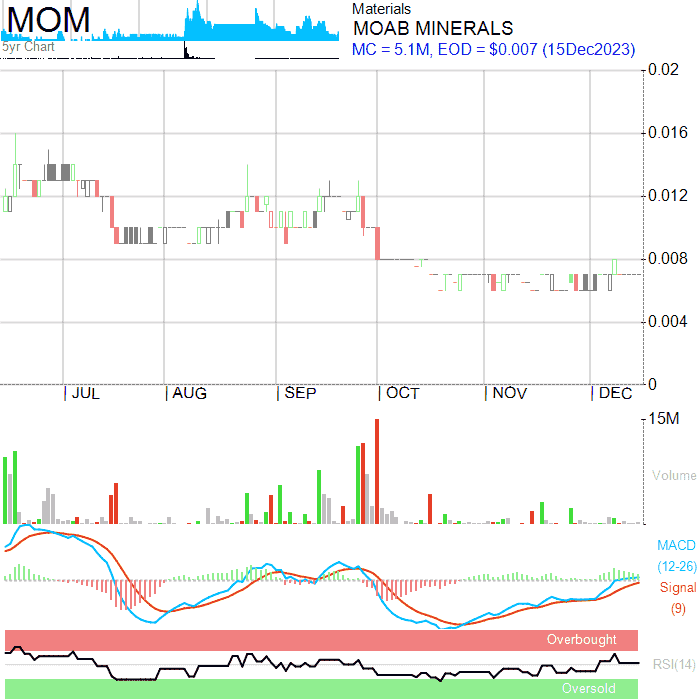 MOM
5yr Chart
Materials
MOAB MINERALS
MC = 5.1M, EOD = $0.007 (15Dec2023)
0.02
0.016
0.012
0.008
0.004
0
JUL AUG SEP OCT NOV DEC
15M
Volume
MACD
(12-26)
Signal
(9)
Overbought
RSI(14)
Oversold